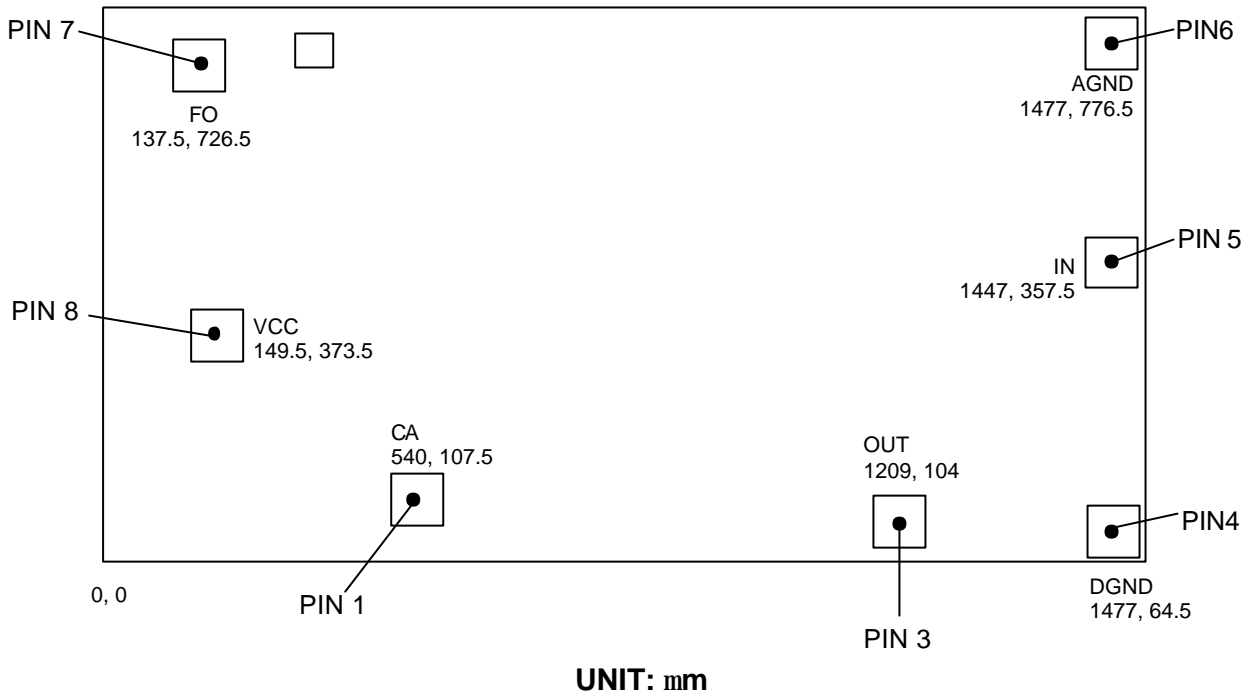 PIN 7
PIN6
FO
137.5, 726.5
AGND
1477, 776.5
PIN 5
IN
1447, 357.5
PIN 8
VCC
149.5, 373.5
CA
540, 107.5
OUT
1209, 104
PIN4
0, 0
PIN 1
DGND
1477, 64.5
PIN 3
UNIT: mm